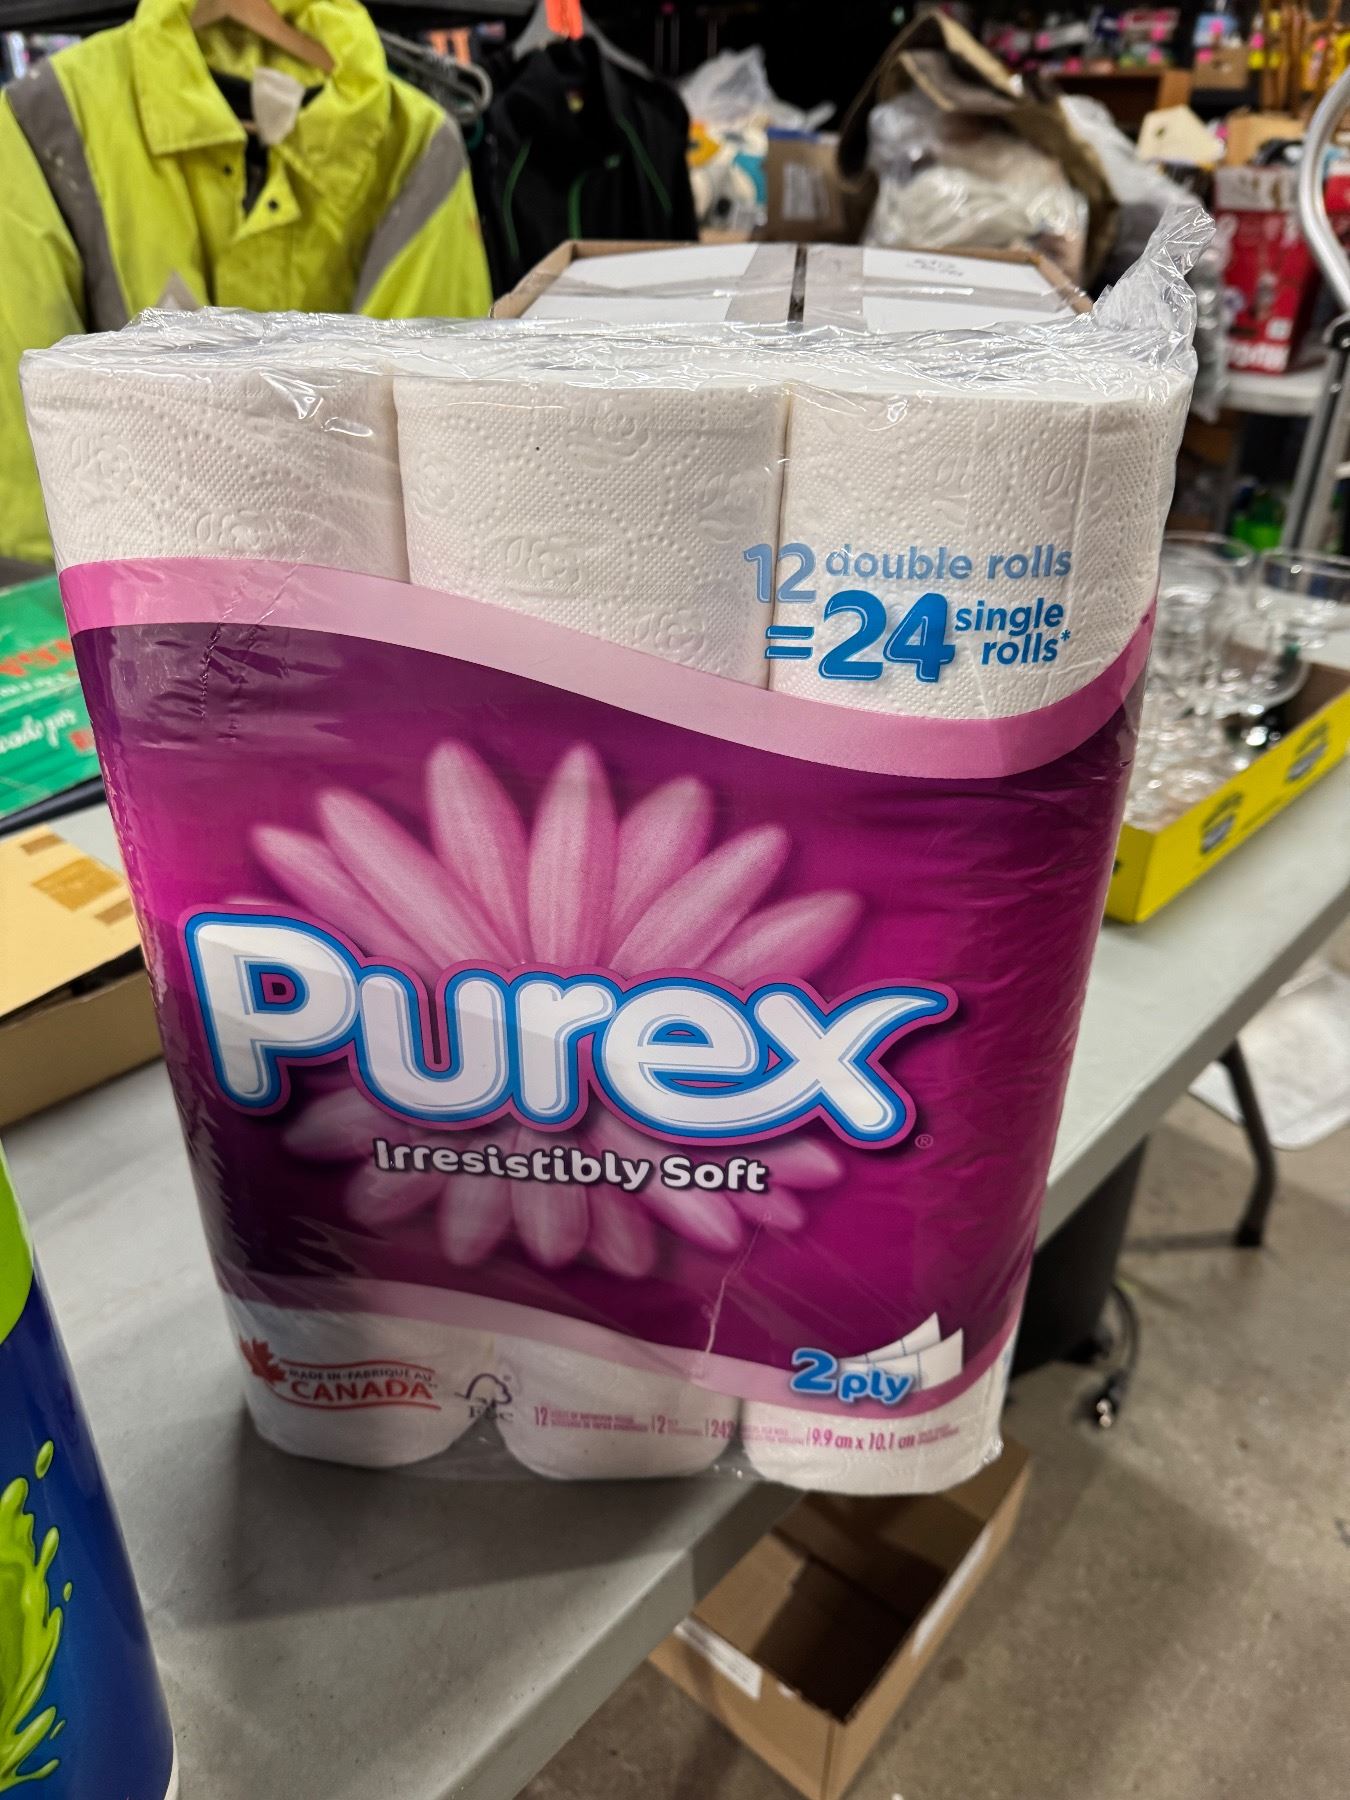 12 double rolls
=24 single rolls*
Purex®
Irresistibly Soft
2 ply
MADE IN - FABRIQUÉ AU
CANADA
FSC
12 2 242 9.9 cm x 10.1 cm